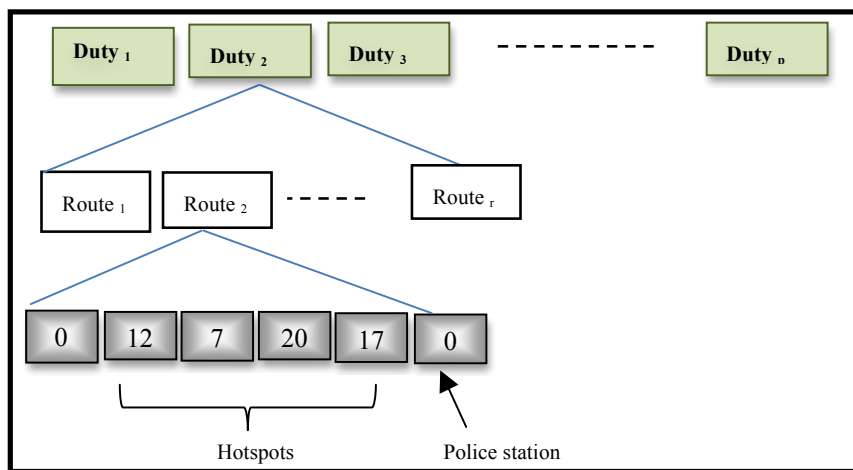 Duty 1 Duty 2 Duty 3 Duty p
Route 1 Route 2 Route r
0 12 7 20 17 0
Hotspots Police station